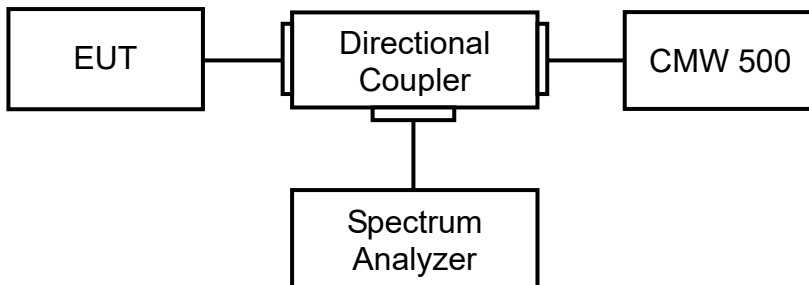 EUT
Directional
Coupler
CMW 500
Spectrum
Analyzer